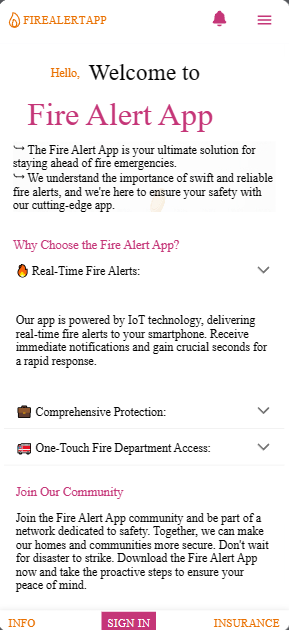 FIREALERTAPP
Hello, Welcome to
Fire Alert App
The Fire Alert App is your ultimate solution for
staying ahead of fire emergencies.
We understand the importance of swift and reliable
fire alerts, and we're here to ensure your safety with
our cutting-edge app.
Why Choose the Fire Alert App?
Real-Time Fire Alerts:
Our app is powered by IoT technology, delivering
real-time fire alerts to your smartphone. Receive
immediate notifications and gain crucial seconds for
a rapid response.
Comprehensive Protection:
One-Touch Fire Department Access:
Join Our Community
Join the Fire Alert App community and be part of a
network dedicated to safety. Together, we can make
our homes and communities more secure. Don't wait
for disaster to strike. Download the Fire Alert App
now and take the proactive steps to ensure your
peace of mind.
INFO SIGN IN INSURANCE